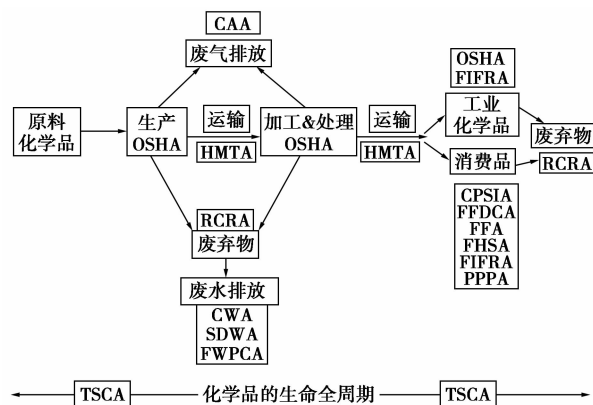 CAA
废气排放
OSHA
FIFRA
原料
化学品
生产
OSHA
运输
HMTA
加工&处理
OSHA
运输
HMTA
工业
化学品
消费品
废弃物
RCRA
CPSIA
FFDCA
FFA
FHSA
FIFRA
PPPA
RCRA
废弃物
废水排放
CWA
SDWA
FWPCA
TSCA
化学品的生命全周期
TSCA